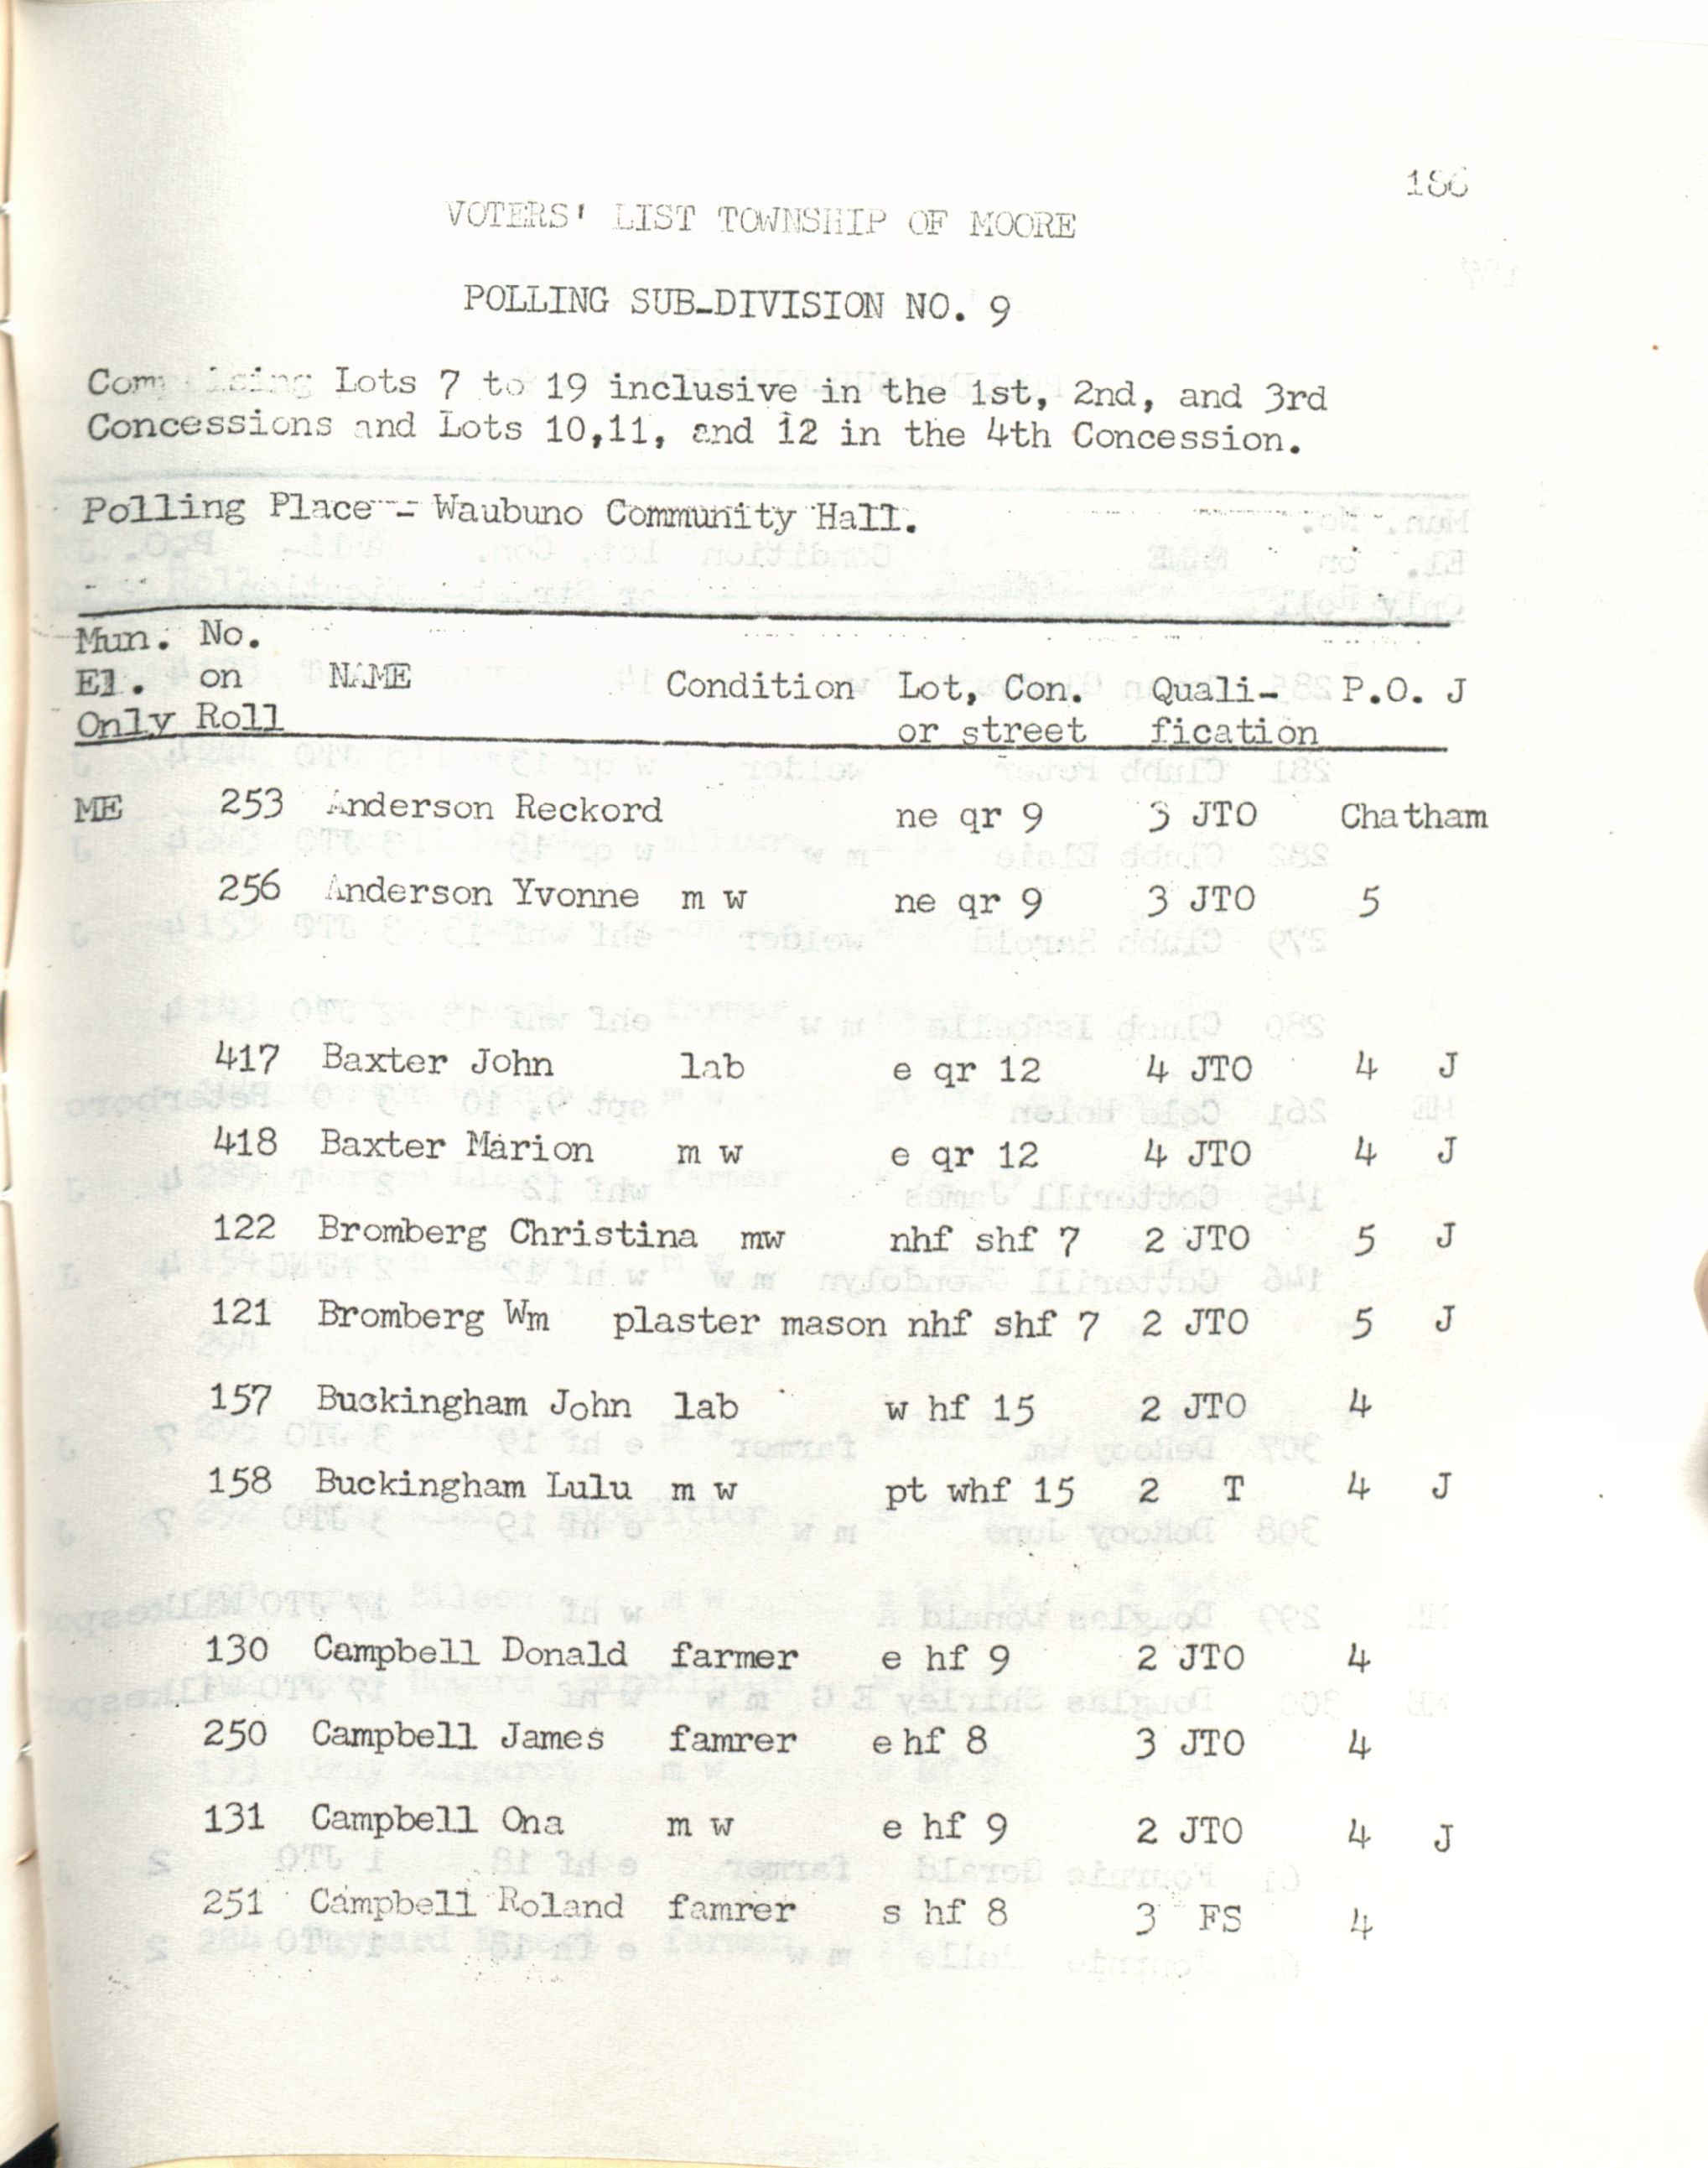 186
VOTERS' LIST TOWNSHIP OF MOORE
POLLING SUB-DIVISION NO. 9
Comprising Lots 7 to 19 inclusive in the 1st, 2nd, and 3rd
Concessions and Lots 10,11, and 12 in the 4th Concession.
Polling Place -- Waubuno Community Hall.
Mun. No.
El. on NAME Condition Lot, Con. Quali- P.O. J
Only Roll or street fication
ME 253 Anderson Reckord ne qr 9 3 JTO Chatham
256 Anderson Yvonne m w ne qr 9 3 JTO 5
417 Baxter John lab e qr 12 4 JTO 4 J
418 Baxter Marion m w e qr 12 4 JTO 4 J
122 Bromberg Christina mw nhf shf 7 2 JTO 5 J
121 Bromberg Wm plaster mason nhf shf 7 2 JTO 5 J
157 Buckingham John lab w hf 15 2 JTO 4
158 Buckingham Lulu m w pt whf 15 2 T 4 J
130 Campbell Donald farmer e hf 9 2 JTO 4
250 Campbell James famrer e hf 8 3 JTO 4
131 Campbell Ona m w e hf 9 2 JTO 4 J
251 Campbell Roland famrer s hf 8 3 FS 4